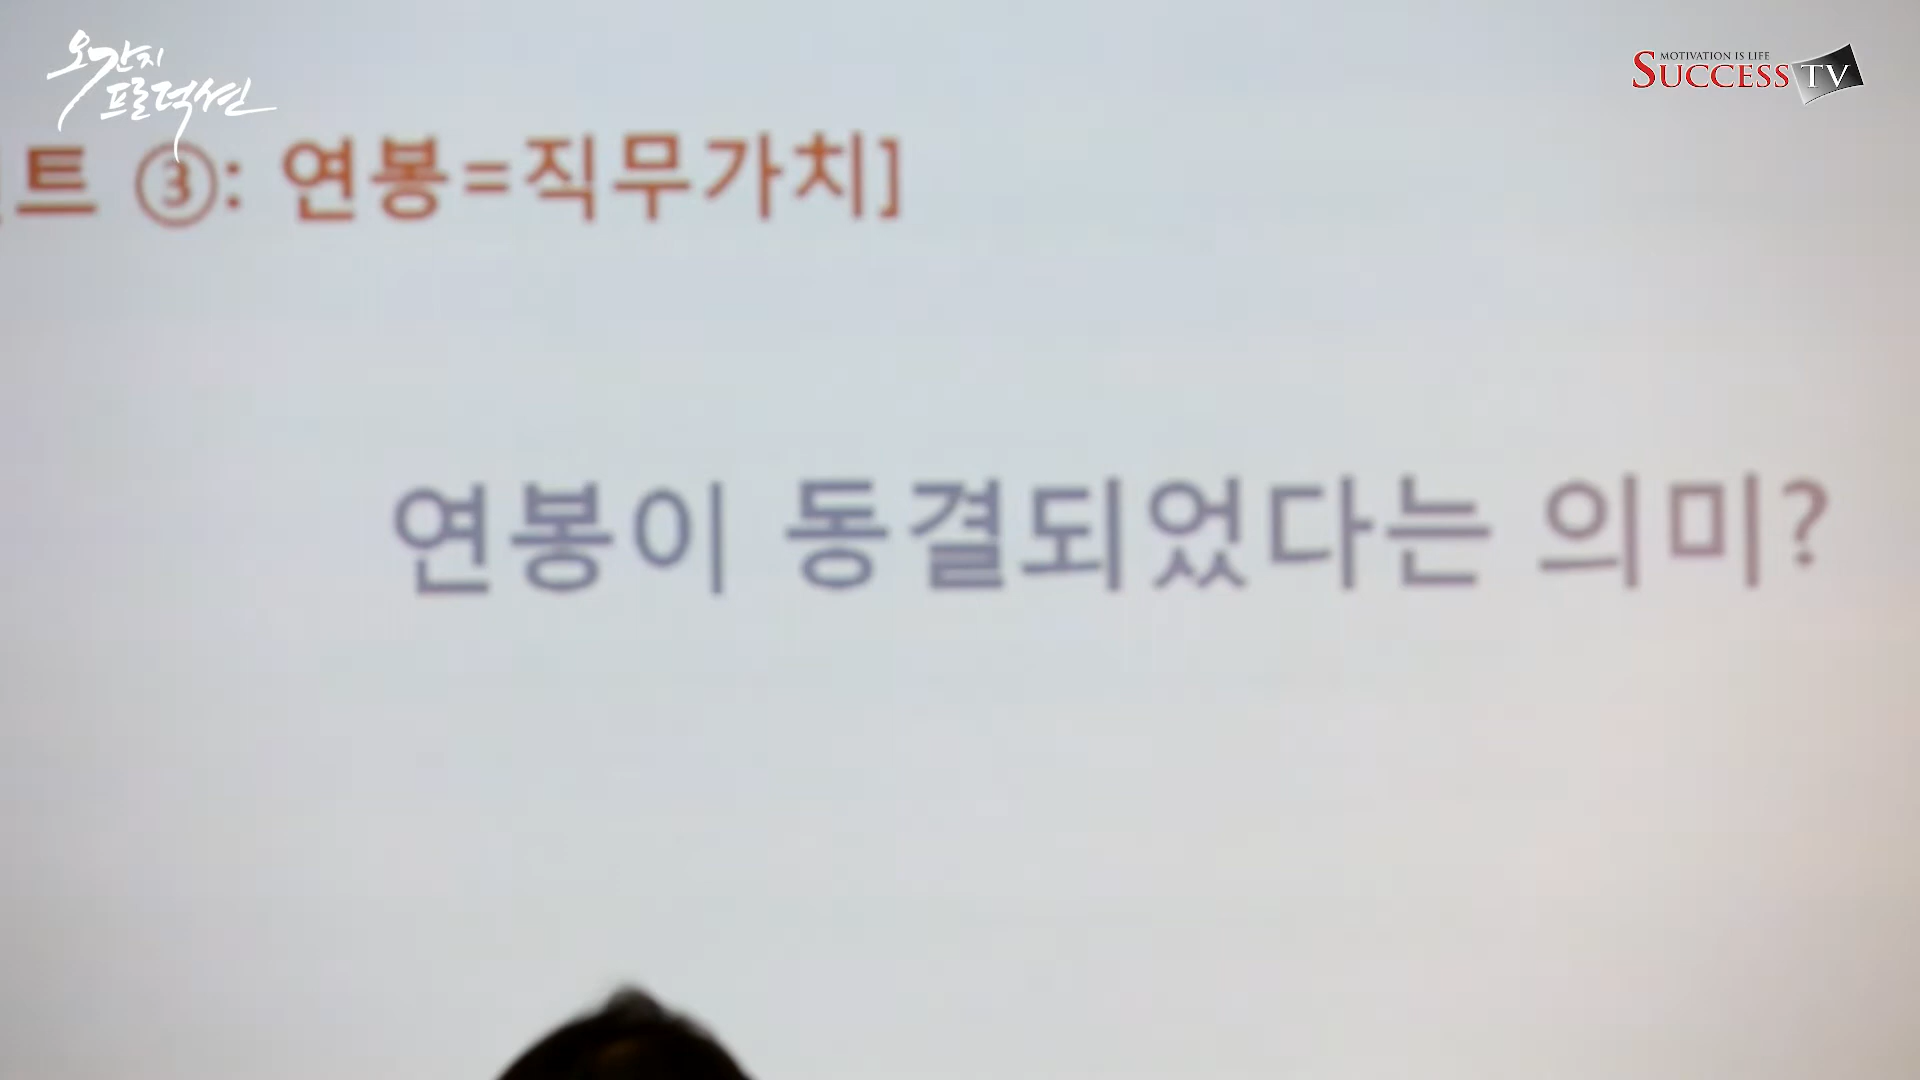 오간지
프로덕션
MOTIVATION IS LIFE
SUCCESS TV
트 ③: 연봉=직무가치]
연봉이 동결되었다는 의미?